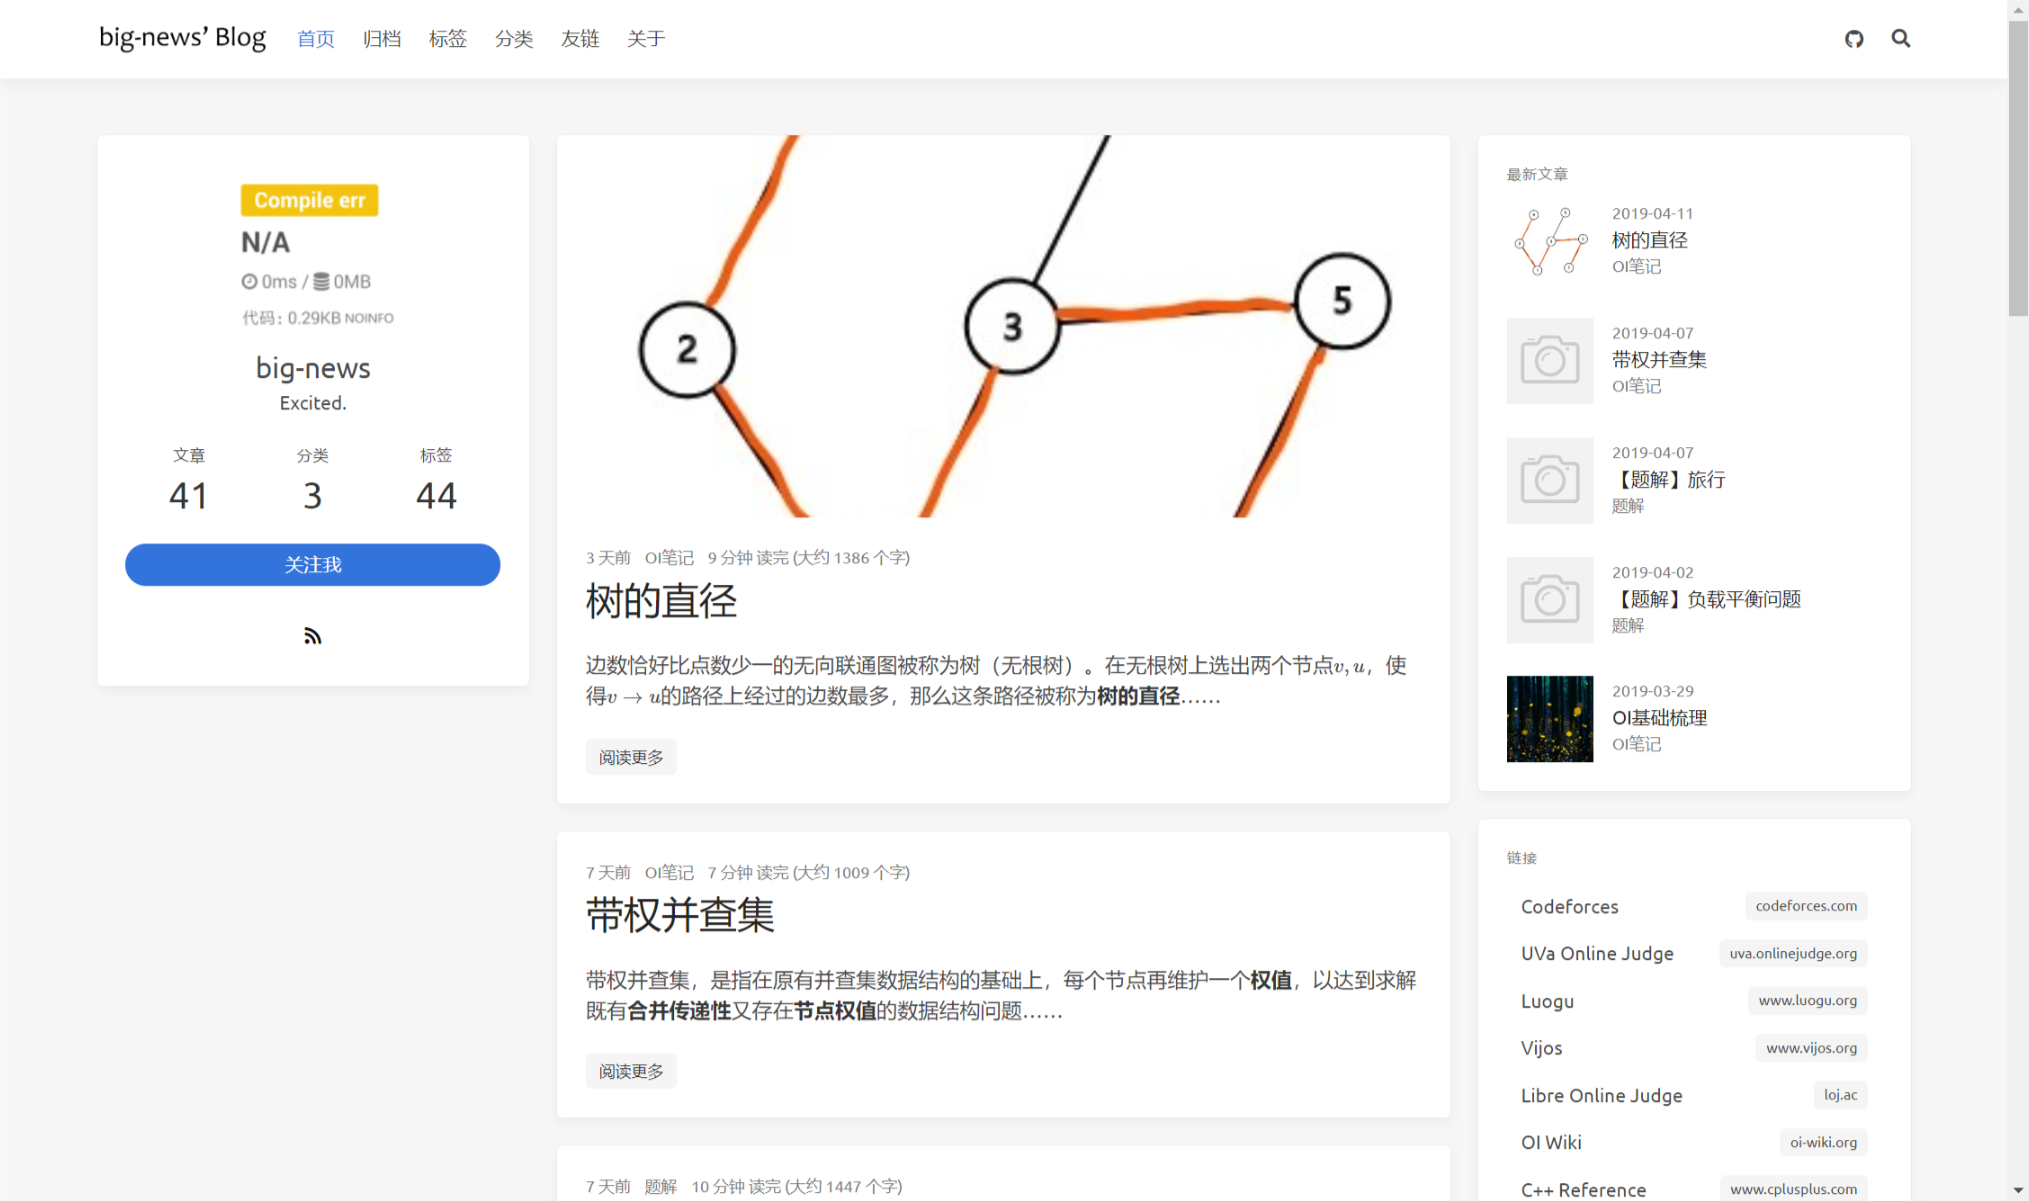 big-news’ Blog 首页 归档 标签 分类 友链 关于
Compile err
N/A
0ms / 0MB
代码：0.29KB NOINFO
big-news
Excited.
文章 分类 标签
41 3 44
关注我
2
3
5
3 天前 OI笔记 9 分钟 读完 (大约 1386 个字)
树的直径
边数恰好比点数少一的无向联通图被称为树（无根树）。在无根树上选出两个节点v, u，使
得v → u的路径上经过的边数最多，那么这条路径被称为树的直径……
阅读更多
7 天前 OI笔记 7 分钟 读完 (大约 1009 个字)
带权并查集
带权并查集，是指在原有并查集数据结构的基础上，每个节点再维护一个权值，以达到求解
既有合并传递性又存在节点权值的数据结构问题……
阅读更多
7 天前 题解 10 分钟 读完 (大约 1447 个字)
最新文章
2019-04-11
树的直径
OI笔记
2019-04-07
带权并查集
OI笔记
2019-04-07
【题解】旅行
题解
2019-04-02
【题解】负载平衡问题
题解
2019-03-29
OI基础梳理
OI笔记
链接
Codeforces codeforces.com
UVa Online Judge uva.onlinejudge.org
Luogu www.luogu.org
Vijos www.vijos.org
Libre Online Judge loj.ac
OI Wiki oi-wiki.org
C++ Reference www.cplusplus.com